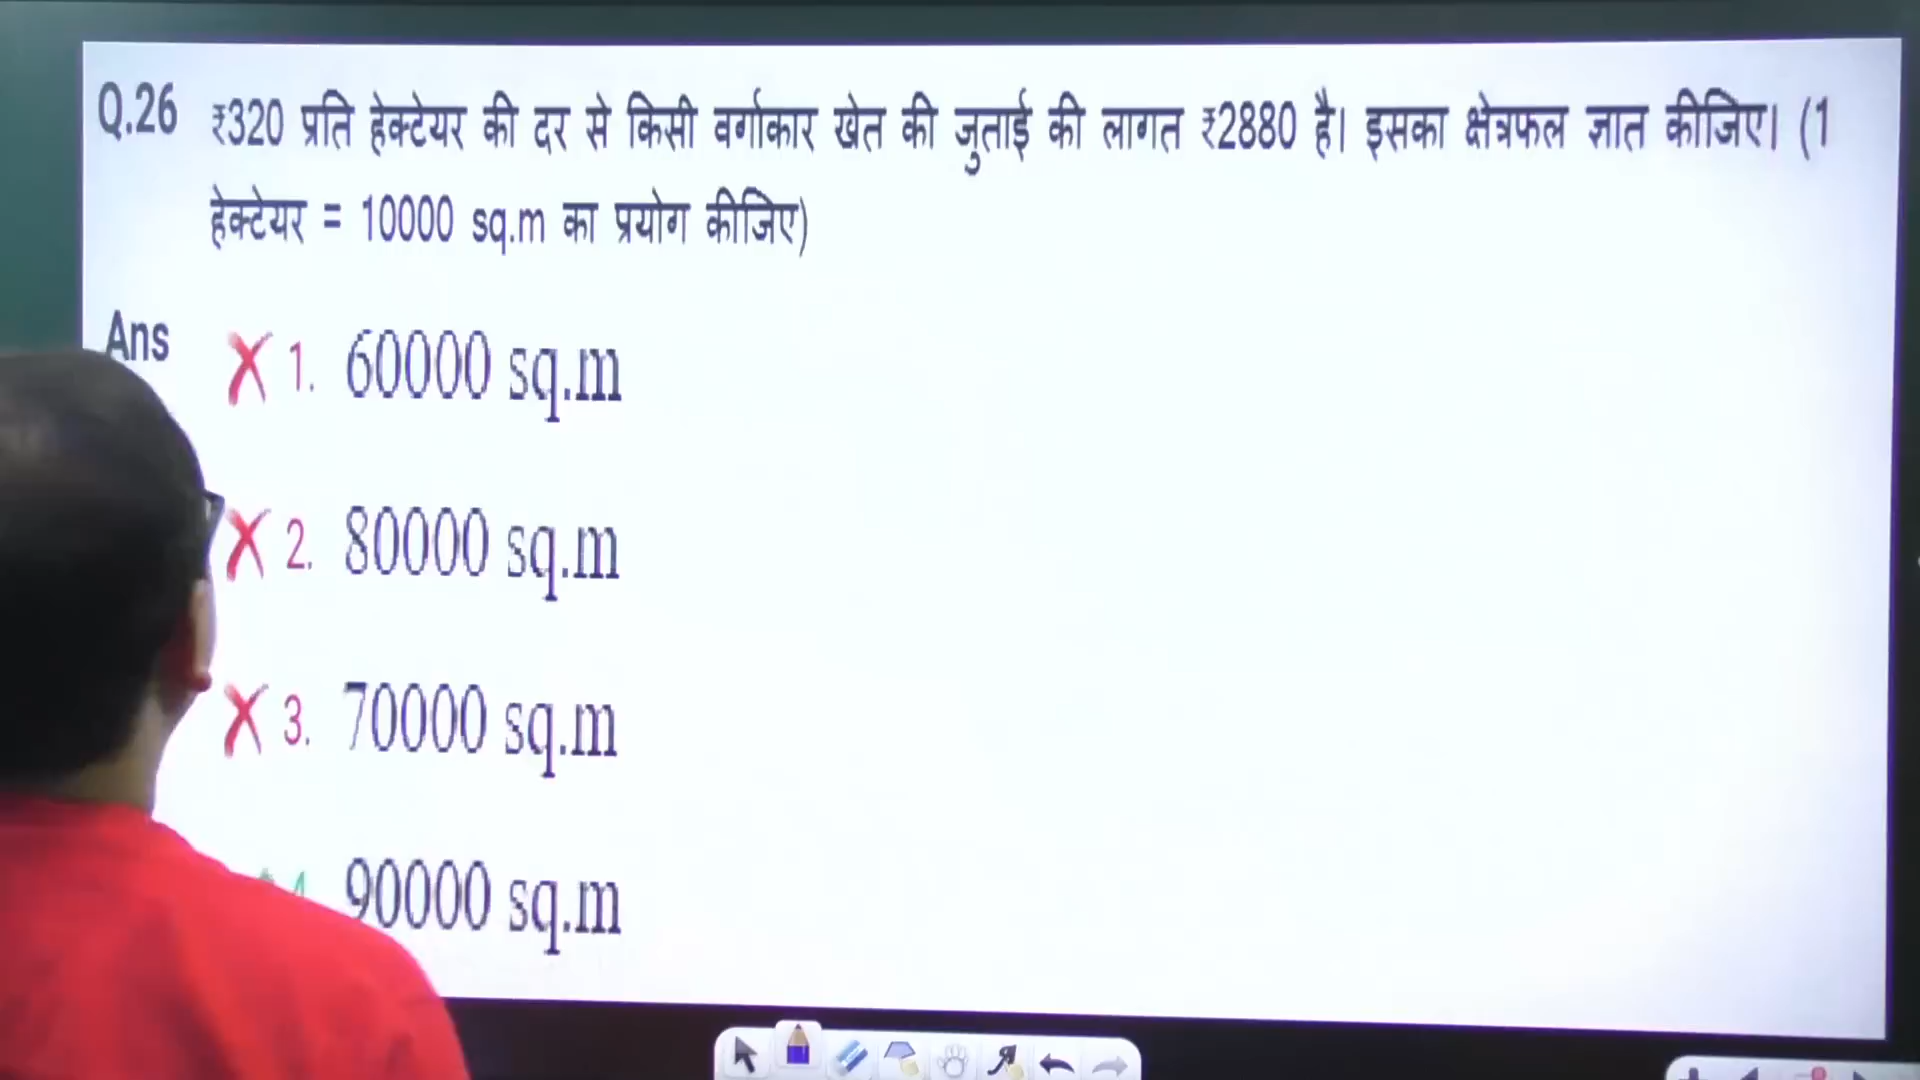 Q.26 ₹320 प्रति हेक्टेयर की दर से किसी वर्गाकार खेत की जुताई की लागत ₹2880 है। इसका क्षेत्रफल ज्ञात कीजिए। (1
हेक्टेयर = 10000 sq.m का प्रयोग कीजिए)
Ans
1. 60000 sq.m
2. 80000 sq.m
3. 70000 sq.m
4. 90000 sq.m